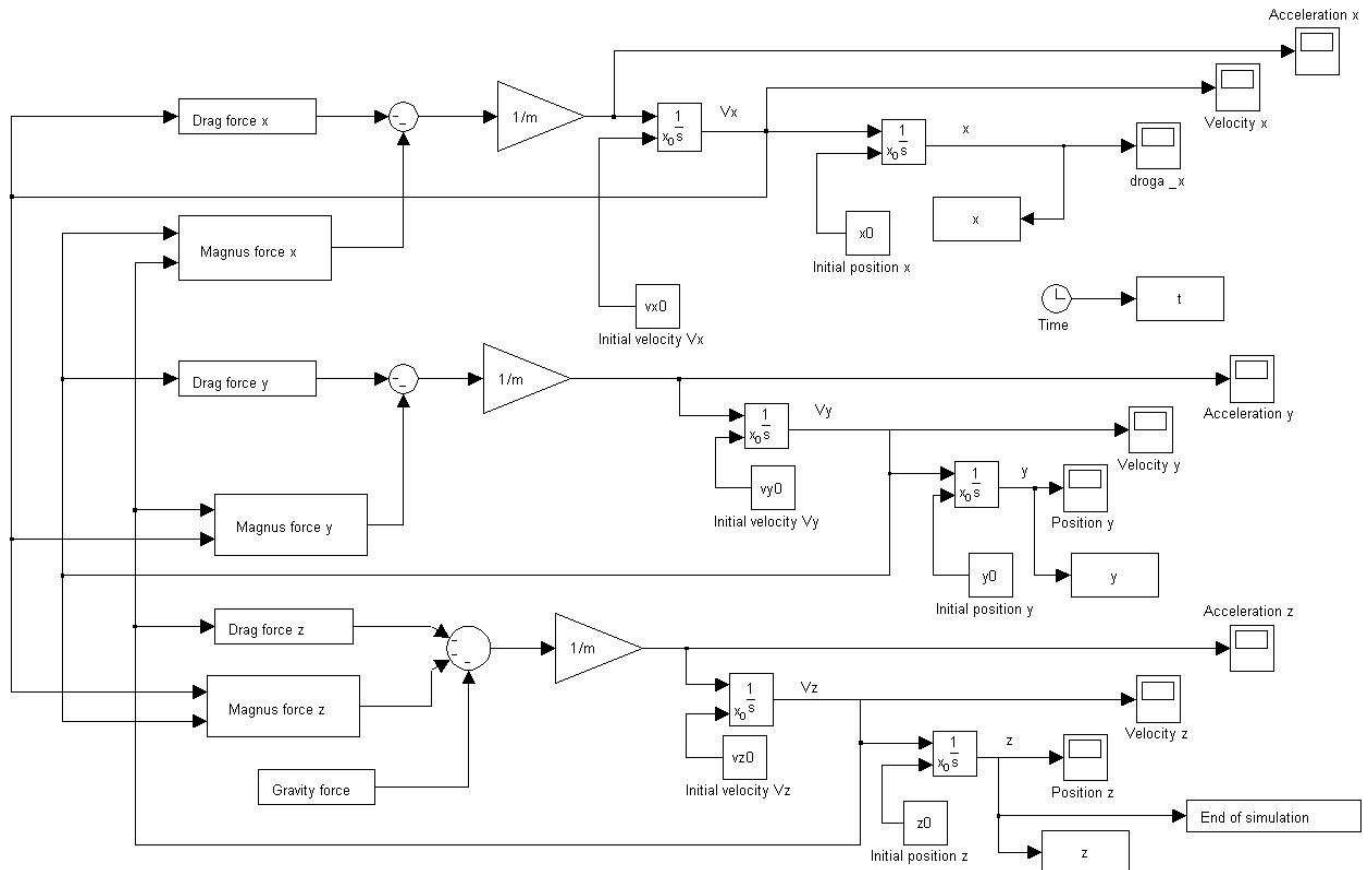 Acceleration x
Drag force x
- -
1/m
1
x0 s
Vx
Velocity x
1
x0 s
x
droga _x
Magnus force x
x0
Initial position x
x
vx0
Initial velocity Vx
t
Time
Drag force y
- -
1/m
Acceleration y
1
x0 s
Vy
Velocity y
vy0
Initial velocity Vy
1
x0 s
y
Position y
Magnus force y
y0
Initial position y
y
Drag force z
- - -
1/m
Acceleration z
Magnus force z
1
x0 s
Vz
Velocity z
vz0
Initial velocity Vz
1
x0 s
z
Position z
Gravity force
z0
Initial position z
End of simulation
z